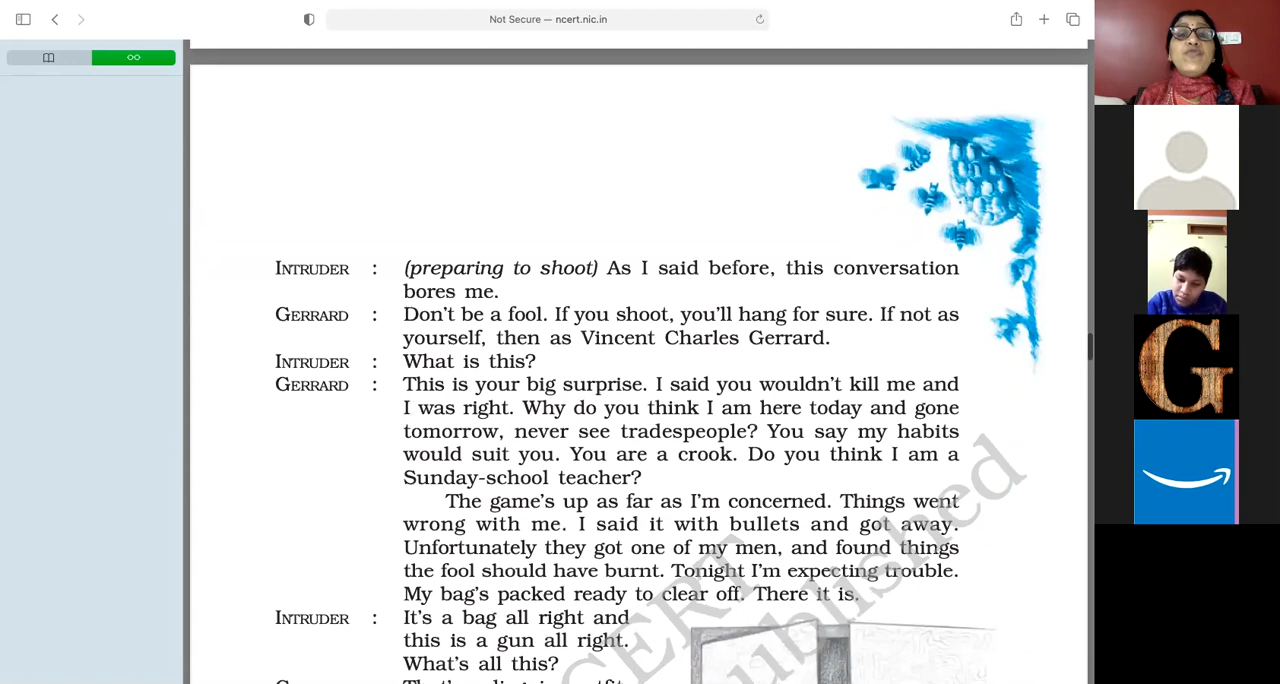 Not Secure — ncert.nic.in
INTRUDER : (preparing to shoot) As I said before, this conversation
bores me.
GERRARD : Don't be a fool. If you shoot, you'll hang for sure. If not as
yourself, then as Vincent Charles Gerrard.
INTRUDER : What is this?
GERRARD : This is your big surprise. I said you wouldn't kill me and
I was right. Why do you think I am here today and gone
tomorrow, never see tradespeople? You say my habits
would suit you. You are a crook. Do you think I am a
Sunday-school teacher?
The game's up as far as I'm concerned. Things went
wrong with me. I said it with bullets and got away.
Unfortunately they got one of my men, and found things
the fool should have burnt. Tonight I'm expecting trouble.
My bag's packed ready to clear off. There it is.
INTRUDER : It's a bag all right and
this is a gun all right.
What's all this?
G